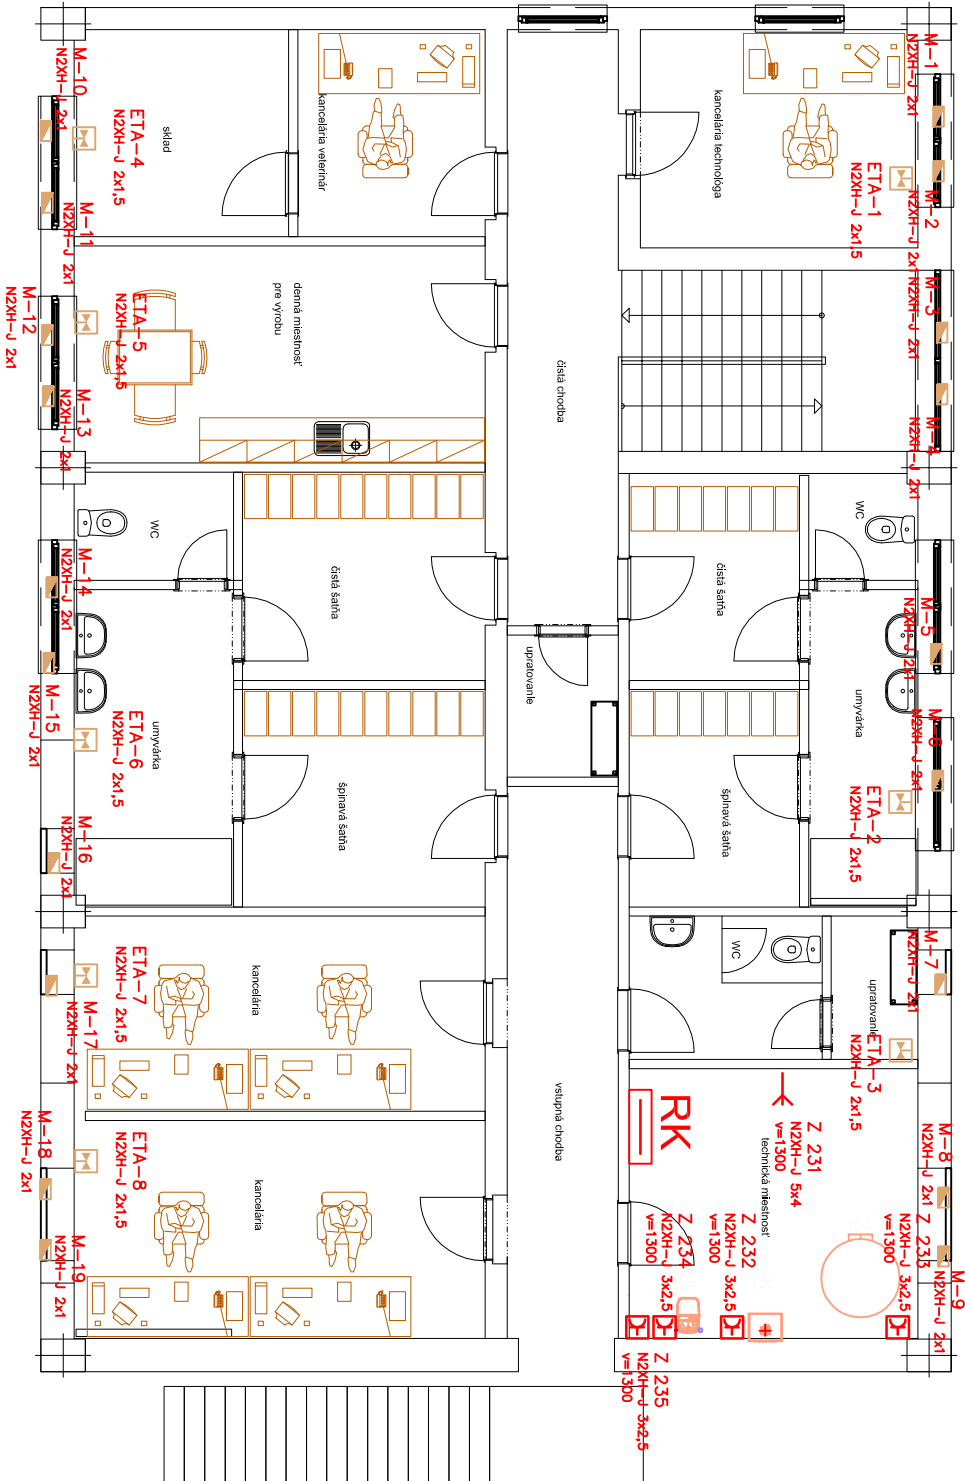 M-1
N2XH-J 2x1
kancelária technológa
ETA-1
N2XH-J 2x1,5
M-2
N2XH-J 2x1
M-3
N2XH-J 2x1
M-4
N2XH-J 2x1
WC
čistá šatňa
M-5
N2XH-J 2x1
umyvárka
M-6
N2XH-J 2x1
ETA-2
N2XH-J 2x1,5
špinavá šatňa
M-7
N2XH-J 2x1
WC
upratovanie
ETA-3
N2XH-J 2x1,5
RK
Z 231
N2XH-J 5x4
v=1300
technická miestnosť
M-8
N2XH-J 2x1
M-9
N2XH-J 2x1
Z 233
N2XH-J 3x2,5
v=1300
Z 232
N2XH-J 3x2,5
v=1300
Z 234
N2XH-J 3x2,5
v=1300
Z 235
N2XH-J 3x2,5
v=1300
čistá chodba
upratovanie
vstupná chodba
kancelária veterinár
sklad
M-10
N2XH-J 2x1
ETA-4
N2XH-J 2x1,5
M-11
N2XH-J 2x1
denná miestnosť
pre výrobu
ETA-5
N2XH-J 2x1,5
M-12
N2XH-J 2x1
M-13
N2XH-J 2x1
WC
čistá šatňa
M-14
N2XH-J 2x1
M-15
N2XH-J 2x1
umyvárka
ETA-6
N2XH-J 2x1,5
špinavá šatňa
M-16
N2XH-J 2x1
kancelária
ETA-7
N2XH-J 2x1,5
M-17
N2XH-J 2x1
kancelária
ETA-8
N2XH-J 2x1,5
M-18
N2XH-J 2x1
M-19
N2XH-J 2x1